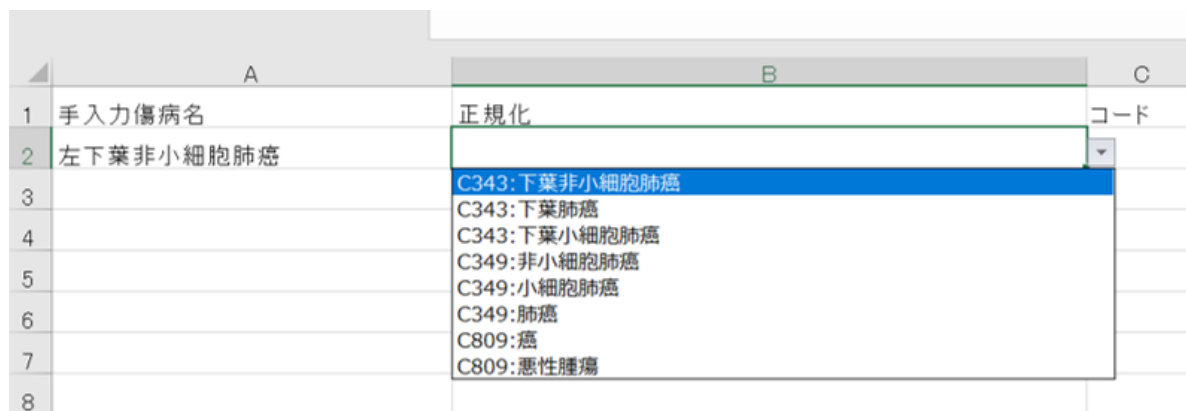 A B C
1 手入力傷病名 正規化 コード
2 左下葉非小細胞肺癌
C343:下葉非小細胞肺癌
3 C343:下葉肺癌
C343:下葉小細胞肺癌
4 C349:非小細胞肺癌
5 C349:小細胞肺癌
6 C349:肺癌
C809:癌
7 C809:悪性腫瘍
8